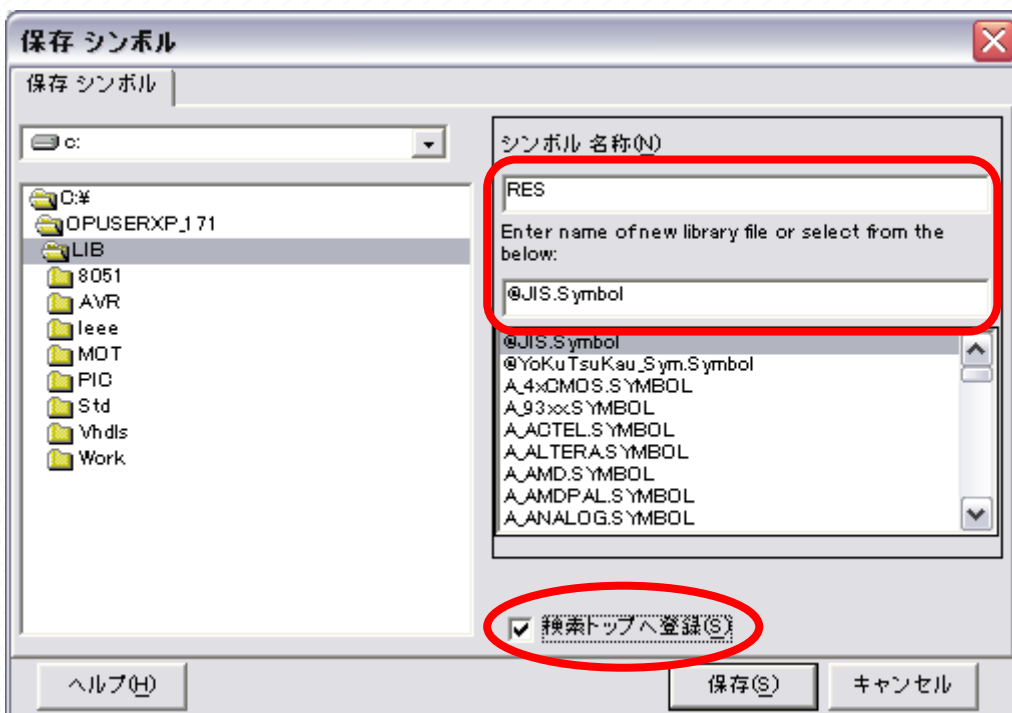 保存 シンボル
保存 シンボル
c:
C:¥
OPUSERXP_171
LIB
8051
AVR
Ieee
MOT
PIC
Std
Vhdls
Work
シンボル 名称(N)
RES
Enter name of new library file or select from the
below:
@JIS.Symbol
@JIS.Symbol
@YoKuTsuKau_Sym.Symbol
A_4xCMOS.SYMBOL
A_93xx.SYMBOL
A_ACTEL.SYMBOL
A_ALTERA.SYMBOL
A_AMD.SYMBOL
A_AMDPAL.SYMBOL
A_ANALOG.SYMBOL
検索トップへ登録(S)
ヘルプ(H)
保存(S)
キャンセル